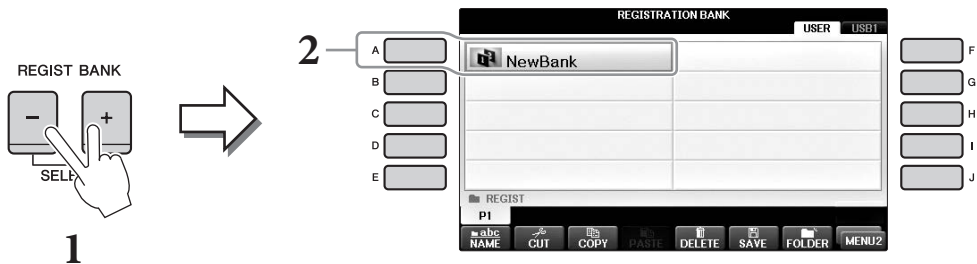 REGIST BANK
- +
SEL
1
2
REGISTRATION BANK
USER USB1
A
B
C
D
E
F
G
H
I
J
NewBank
REGIST
P1
abc
NAME CUT COPY PASTE DELETE SAVE FOLDER MENU2